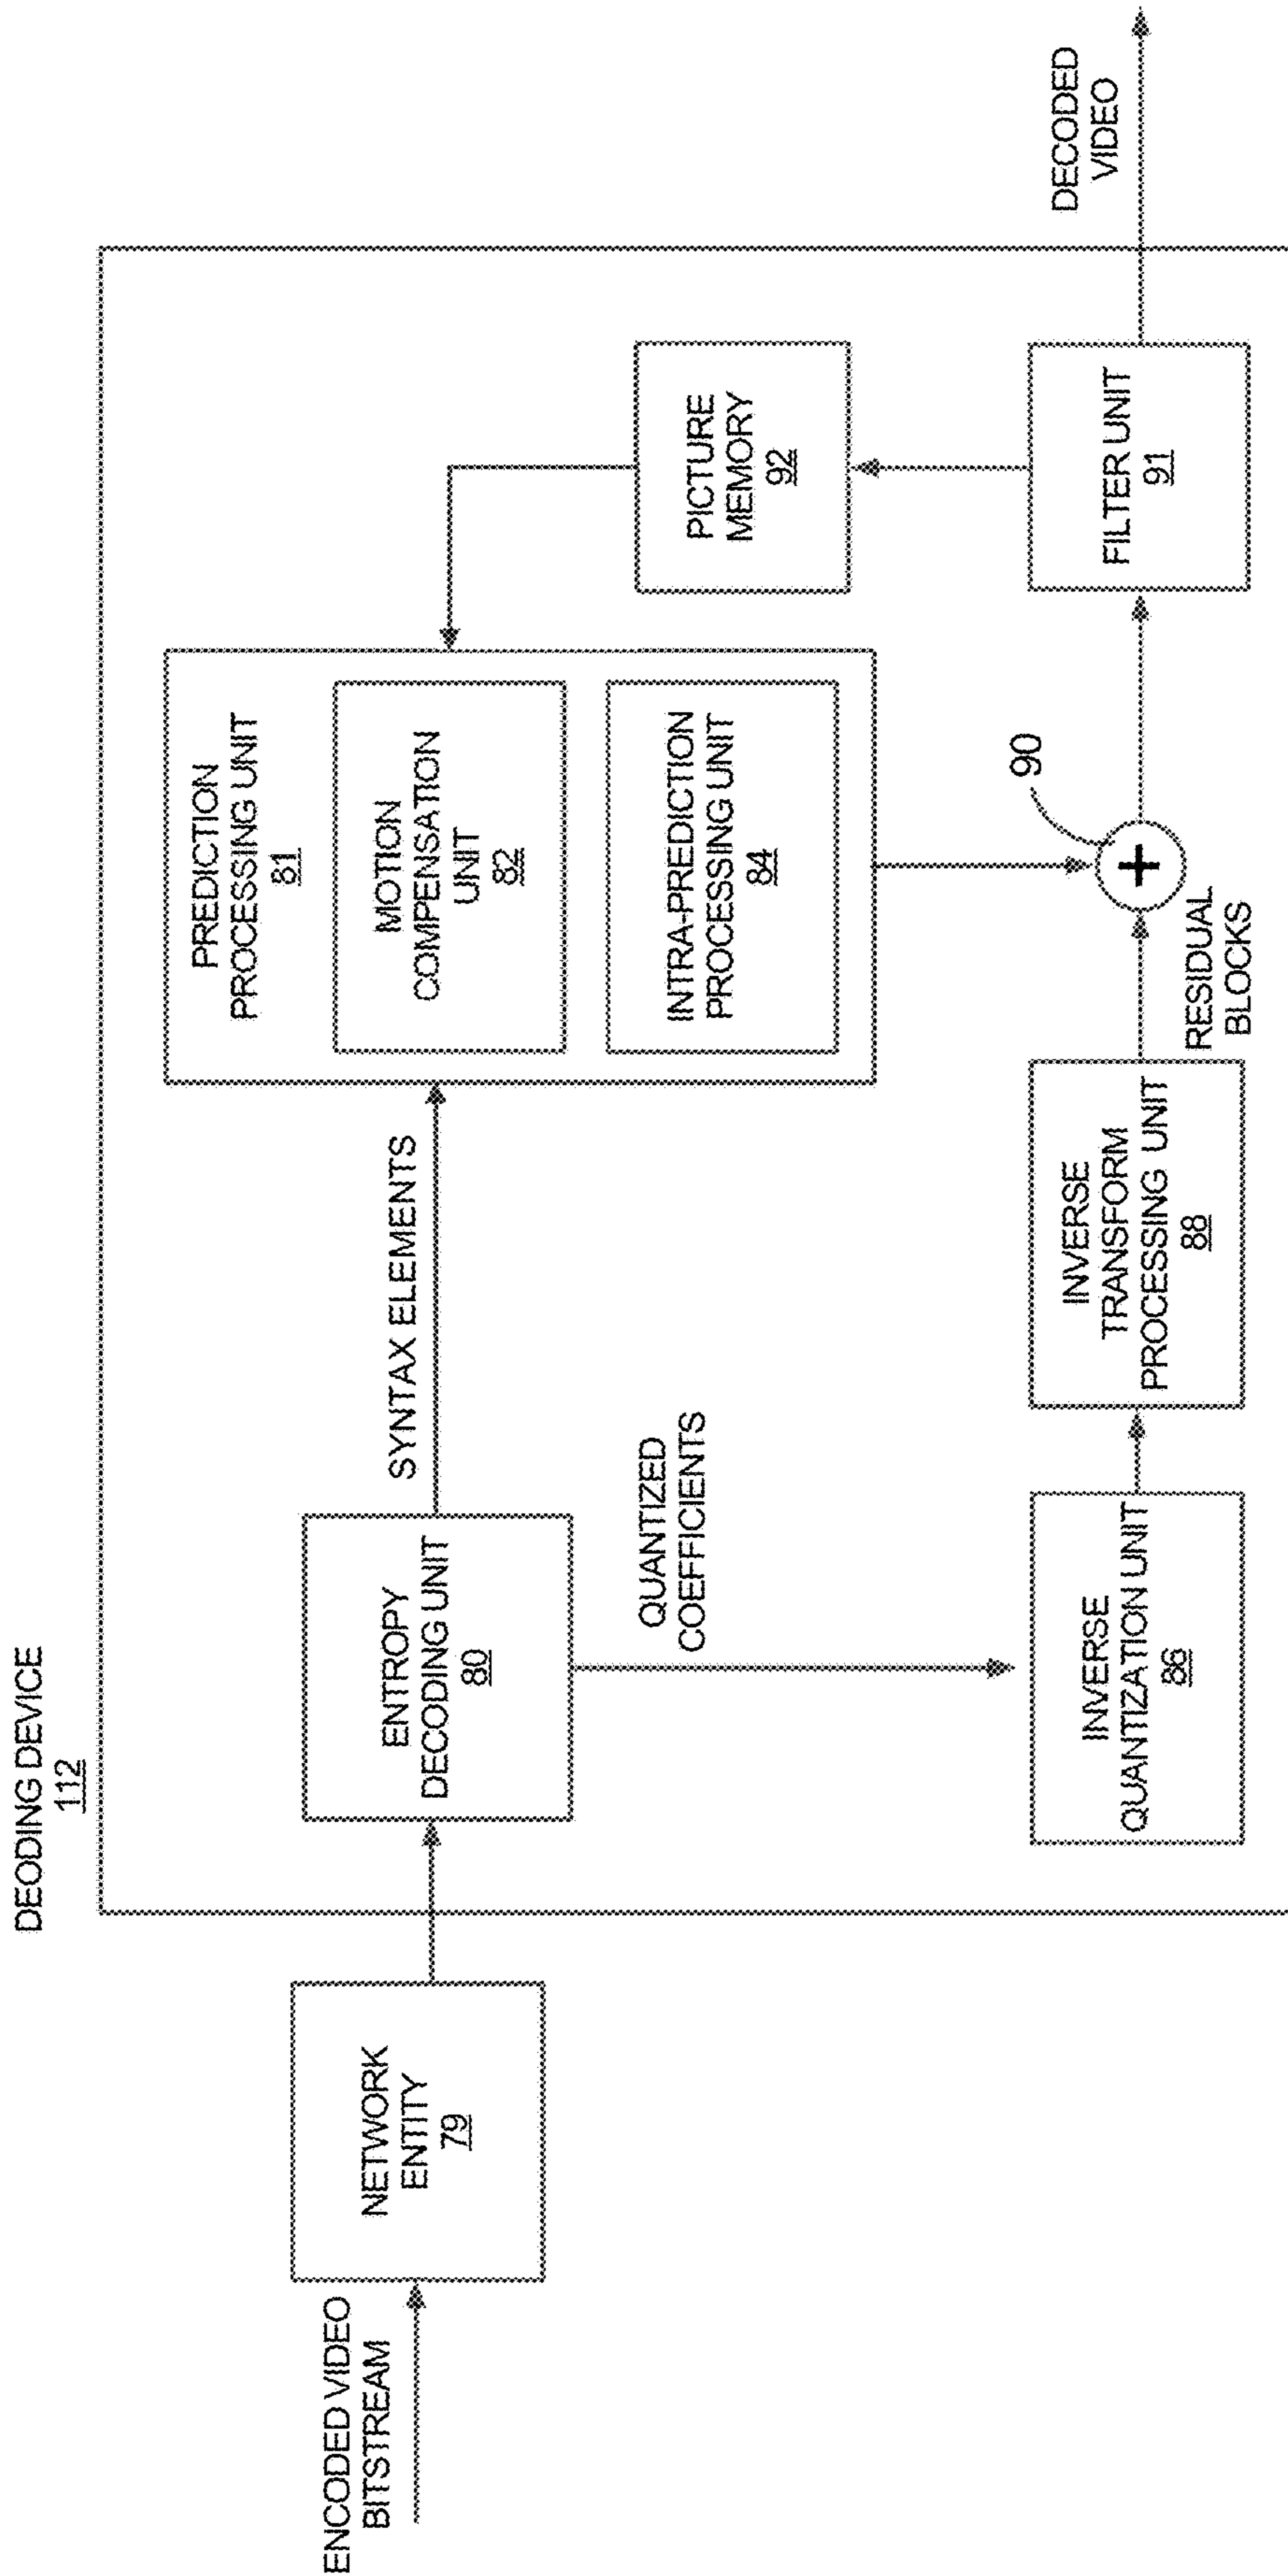 DEODING DEVICE
112
ENCODED VIDEO
BITSTREAM
NETWORK
ENTITY
79
ENTROPY
DECODING UNIT
80
SYNTAX ELEMENTS
QUANTIZED
COEFFICIENTS
PREDICTION
PROCESSING UNIT
81
MOTION
COMPENSATION
UNIT
82
INTRA-PREDICTION
PROCESSING UNIT
84
PICTURE
MEMORY
92
INVERSE
QUANTIZATION UNIT
86
INVERSE
TRANSFORM
PROCESSING UNIT
88
RESIDUAL
BLOCKS
90
+
FILTER UNIT
91
DECODED
VIDEO